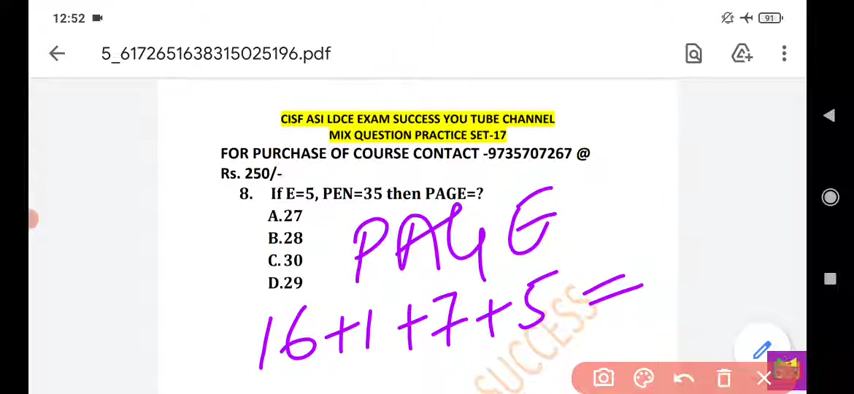 12:52
91
5_6172651638315025196.pdf
CISF ASI LDCE EXAM SUCCESS YOU TUBE CHANNEL
MIX QUESTION PRACTICE SET-17
FOR PURCHASE OF COURSE CONTACT -9735707267 @
Rs. 250/-
8. If E=5, PEN=35 then PAGE=?
A.27
B.28
C.30
D.29
PAGE
16+1+7+5=
SUCCESS